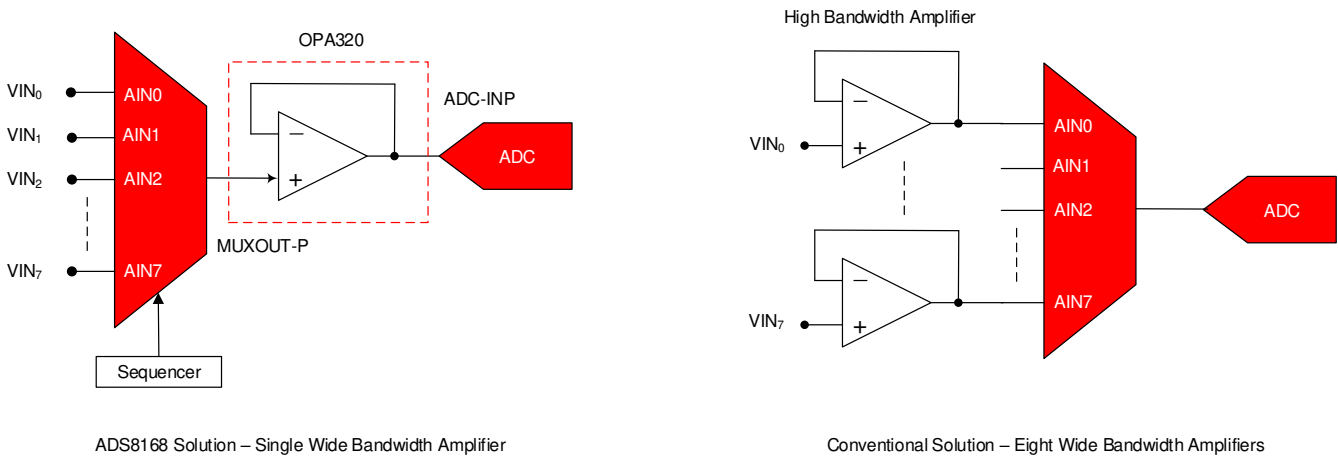 OPA320
VIN0
AIN0
VIN1
AIN1
VIN2
AIN2
VIN7
AIN7
MUXOUT-P
ADC-INP
ADC
−
+
Sequencer
ADS8168 Solution – Single Wide Bandwidth Amplifier
High Bandwidth Amplifier
−
+
VIN0
AIN0
AIN1
AIN2
ADC
−
+
VIN7
AIN7
Conventional Solution – Eight Wide Bandwidth Amplifiers